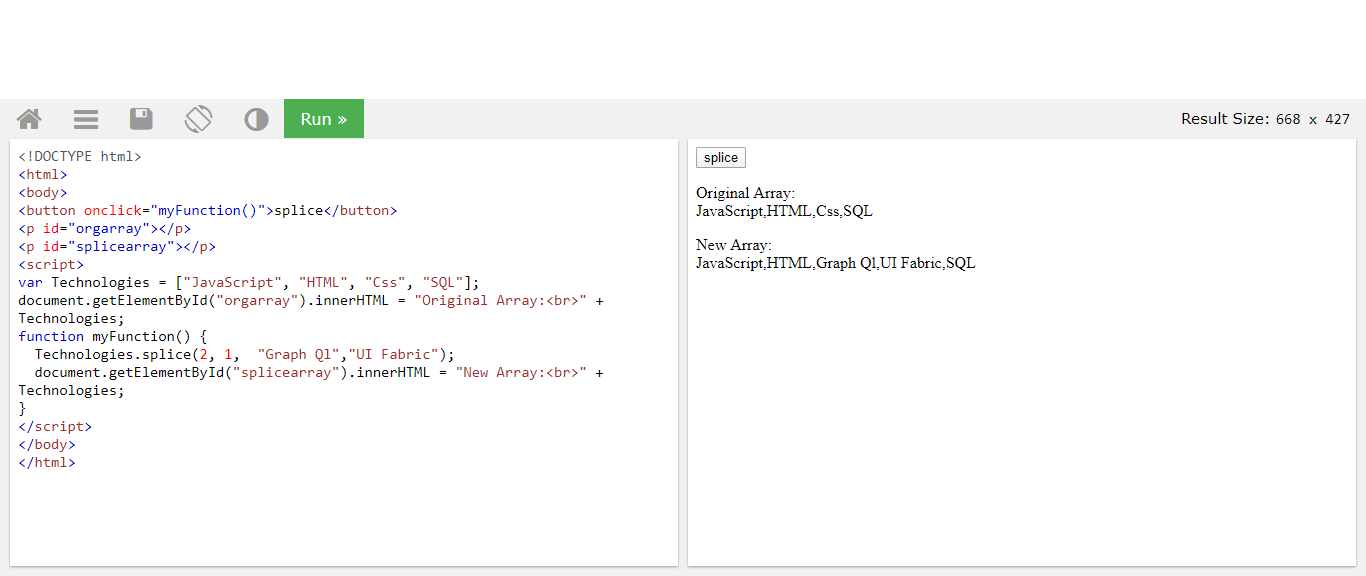 Run »
Result Size: 668 x 427
<!DOCTYPE html>
<html>
<body>
<button onclick="myFunction()">splice</button>
<p id="orgarray"></p>
<p id="splicearray"></p>
<script>
var Technologies = ["JavaScript", "HTML", "Css", "SQL"];
document.getElementById("orgarray").innerHTML = "Original Array:<br>" +
Technologies;
function myFunction() {
  Technologies.splice(2, 1,  "Graph Ql","UI Fabric");
  document.getElementById("splicearray").innerHTML = "New Array:<br>" +
Technologies;
}
</script>
</body>
</html>
splice
Original Array:
JavaScript,HTML,Css,SQL
New Array:
JavaScript,HTML,Graph Ql,UI Fabric,SQL